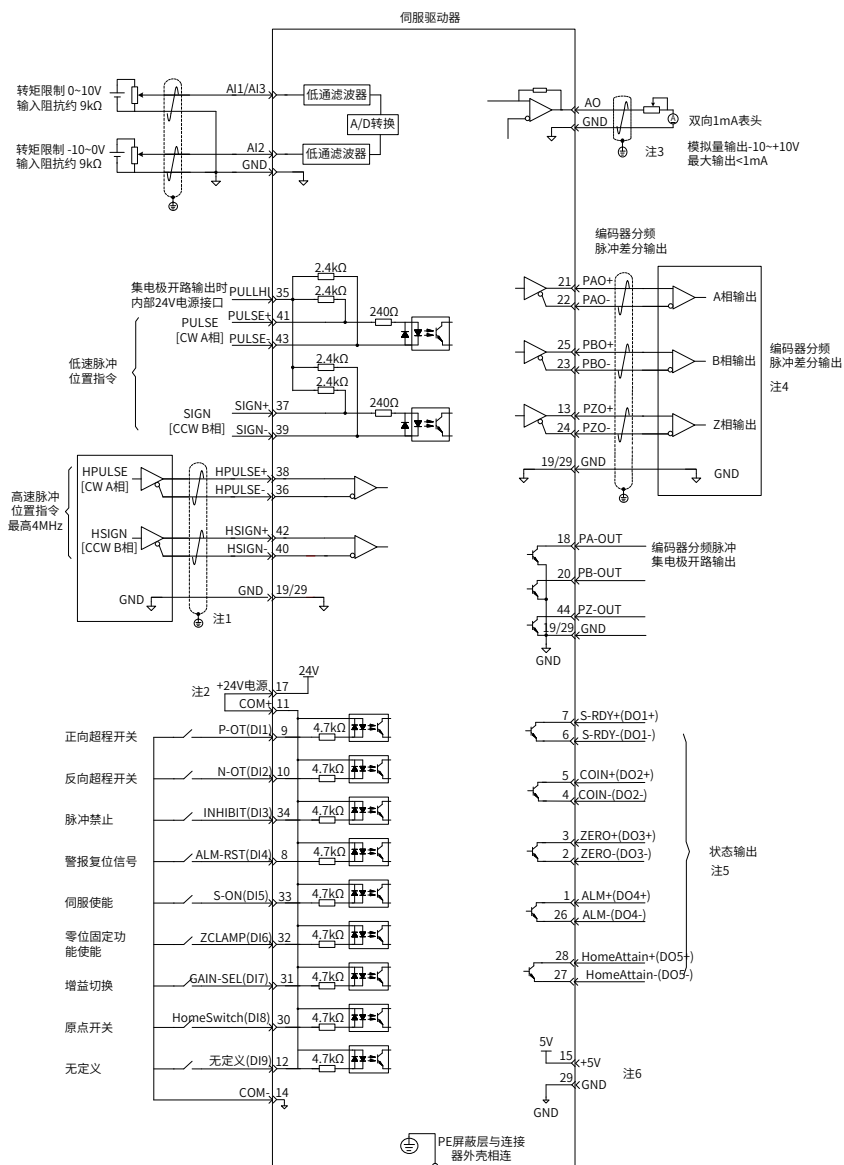 伺服驱动器
转矩限制 0~10V
输入阻抗约 9kΩ
AI1/AI3
低通滤波器
A/D转换
转矩限制 -10~0V
输入阻抗约 9kΩ
AI2
低通滤波器
GND
AO
GND
A
双向1mA表头
注3
模拟量输出-10~+10V
最大输出<1mA
集电极开路输出时
内部24V电源接口
PULLHI
35
2.4kΩ
2.4kΩ
PULSE+
41
240Ω
PULSE
[CW A相]
PULSE-
43
低速脉冲
位置指令
2.4kΩ
2.4kΩ
SIGN+
37
240Ω
SIGN
[CCW B相]
SIGN-
39
高速脉冲
位置指令
最高4MHz
HPULSE
[CW A相]
HPULSE+
38
HPULSE-
36
HSIGN
[CCW B相]
HSIGN+
42
HSIGN-
40
GND
GND
19/29
注1
编码器分频
脉冲差分输出
21
PAO+
22
PAO-
A相输出
25
PBO+
23
PBO-
B相输出
编码器分频
脉冲差分输出
注4
13
PZO+
24
PZO-
Z相输出
19/29
GND
GND
18
PA-OUT
编码器分频脉冲
集电极开路输出
20
PB-OUT
44
PZ-OUT
19/29
GND
GND
注2
+24V电源
17
24V
COM+
11
正向超程开关
P-OT(DI1)
9
4.7kΩ
反向超程开关
N-OT(DI2)
10
4.7kΩ
脉冲禁止
INHIBIT(DI3)
34
4.7kΩ
警报复位信号
ALM-RST(DI4)
8
4.7kΩ
伺服使能
S-ON(DI5)
33
4.7kΩ
零位固定功
能使能
ZCLAMP(DI6)
32
4.7kΩ
增益切换
GAIN-SEL(DI7)
31
4.7kΩ
原点开关
HomeSwitch(DI8)
30
4.7kΩ
无定义
无定义(DI9)
12
4.7kΩ
COM-
14
7
S-RDY+(DO1+)
6
S-RDY-(DO1-)
5
COIN+(DO2+)
4
COIN-(DO2-)
3
ZERO+(DO3+)
2
ZERO-(DO3-)
状态输出
注5
1
ALM+(DO4+)
26
ALM-(DO4-)
28
HomeAttain+(DO5+)
27
HomeAttain-(DO5-)
5V
15
+5V
29
GND
注6
GND
PE屏蔽层与连接
器外壳相连